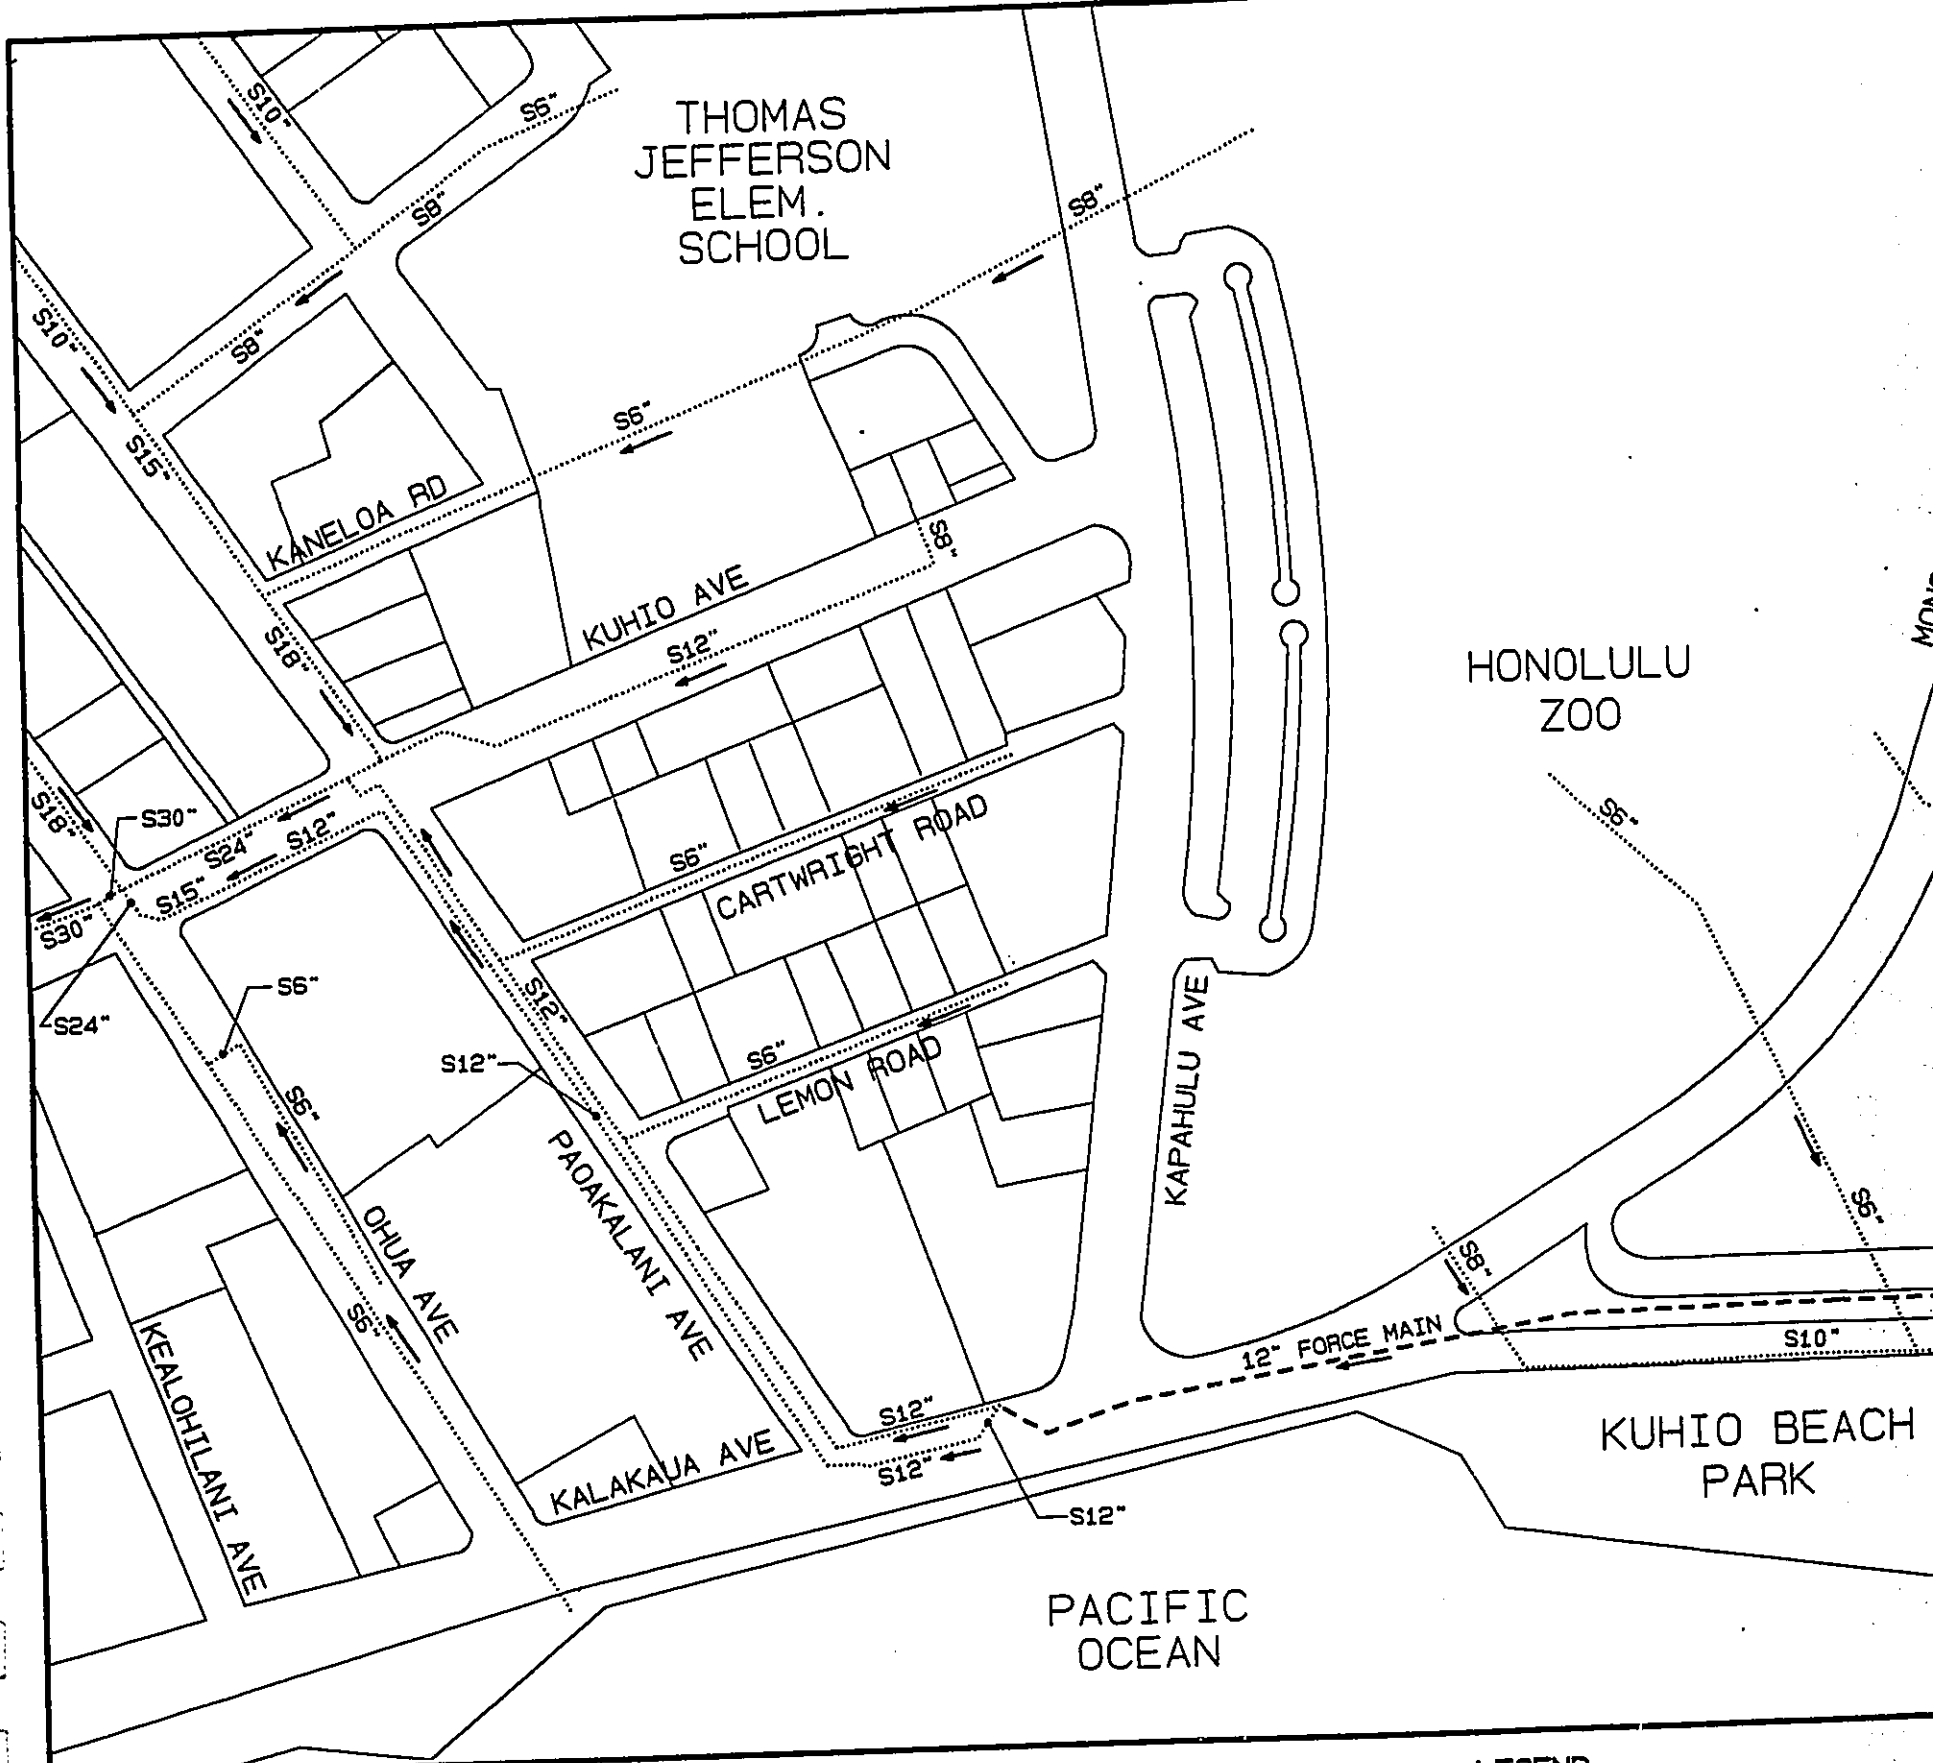 S10"
S6"
THOMAS
JEFFERSON
ELEM.
SCHOOL
S8"
S8"
S10"
S8"
S6"
S15"
KANELOA RD
S8"
KUHIO AVE
S18"
S12"
HONOLULU
ZOO
S18"
S30"
S24"
S12"
S6"
S6"
CARTWRIGHT ROAD
S15"
S30"
S6"
S24"
S12"
S12"
S6"
LEMON ROAD
KAPAHULU AVE
S6"
PAOAKALANI AVE
OHUA AVE
S6"
S6"
S8"
KEALOHILANI AVE
12" FORCE MAIN
S10"
S12"
S12"
KALAKAUA AVE
S12"
KUHIO BEACH
PARK
PACIFIC
OCEAN